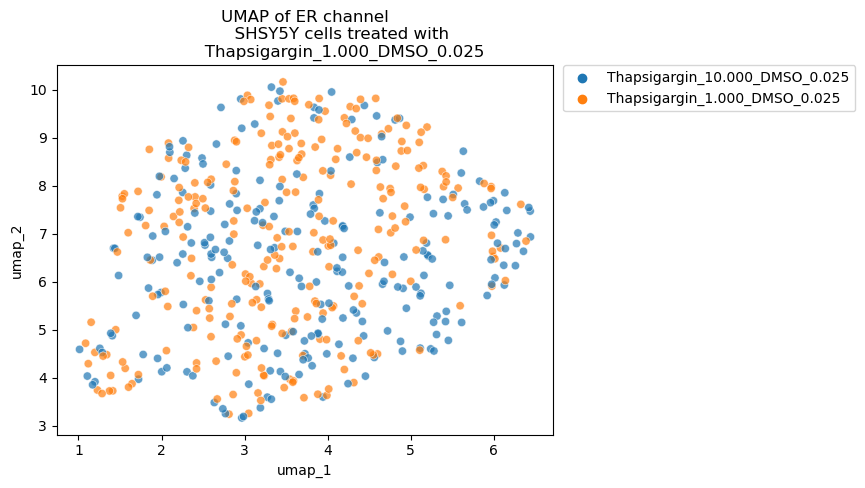 UMAP of ER channel
SHSY5Y cells treated with
Thapsigargin_1.000_DMSO_0.025
Thapsigargin_10.000_DMSO_0.025
Thapsigargin_1.000_DMSO_0.025
umap_2
10
9
8
7
6
5
4
3
1
2
3
4
5
6
umap_1